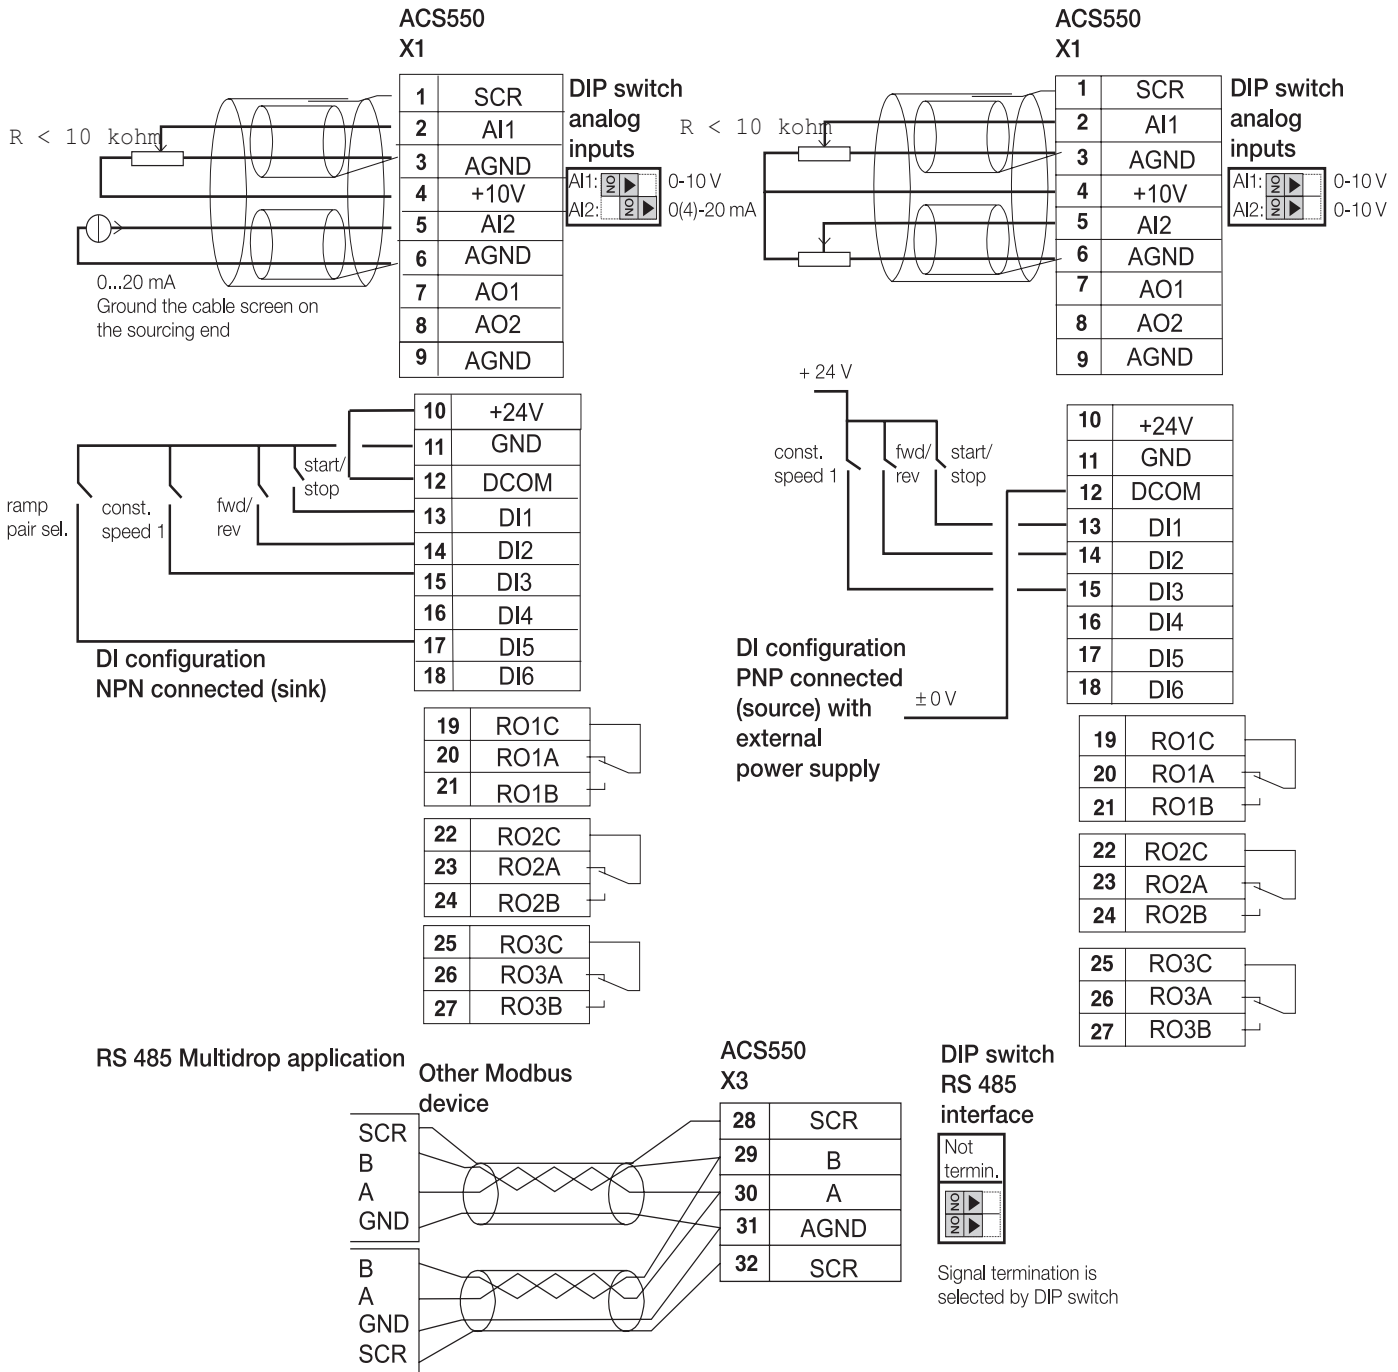 ACS550
X1
1 SCR
2 AI1
3 AGND
4 +10V
5 AI2
6 AGND
7 AO1
8 AO2
9 AGND
DIP switch
analog
inputs
AI1: ON 0-10 V
AI2: ON 0(4)-20 mA
R < 10 kohm
0...20 mA
Ground the cable screen on
the sourcing end
10 +24V
11 GND
12 DCOM
13 DI1
14 DI2
15 DI3
16 DI4
17 DI5
18 DI6
ramp
pair sel.
const.
speed 1
fwd/
rev
start/
stop
DI configuration
NPN connected (sink)
19 RO1C
20 RO1A
21 RO1B
22 RO2C
23 RO2A
24 RO2B
25 RO3C
26 RO3A
27 RO3B
ACS550
X1
1 SCR
2 AI1
3 AGND
4 +10V
5 AI2
6 AGND
7 AO1
8 AO2
9 AGND
DIP switch
analog
inputs
AI1: ON 0-10 V
AI2: ON 0-10 V
R < 10 kohm
+ 24 V
const.
speed 1
fwd/
rev
start/
stop
10 +24V
11 GND
12 DCOM
13 DI1
14 DI2
15 DI3
16 DI4
17 DI5
18 DI6
DI configuration
PNP connected
(source) with
external
power supply
±0 V
19 RO1C
20 RO1A
21 RO1B
22 RO2C
23 RO2A
24 RO2B
25 RO3C
26 RO3A
27 RO3B
RS 485 Multidrop application
Other Modbus
device
SCR
B
A
GND
B
A
GND
SCR
ACS550
X3
28 SCR
29 B
30 A
31 AGND
32 SCR
DIP switch
RS 485
interface
Not
termin.
ON
ON
Signal termination is
selected by DIP switch